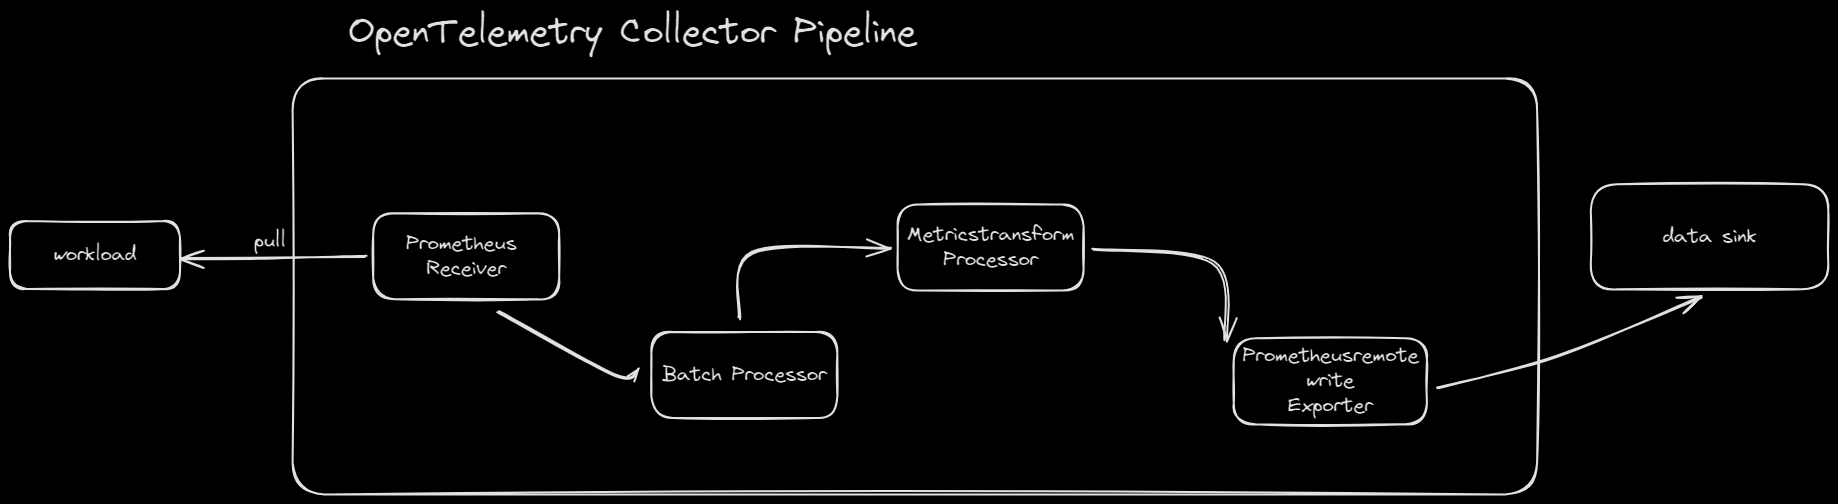 OpenTelemetry Collector Pipeline
workload
pull
Prometheus
Receiver
Batch Processor
Metricstransform
Processor
Prometheusremote
write
Exporter
data sink